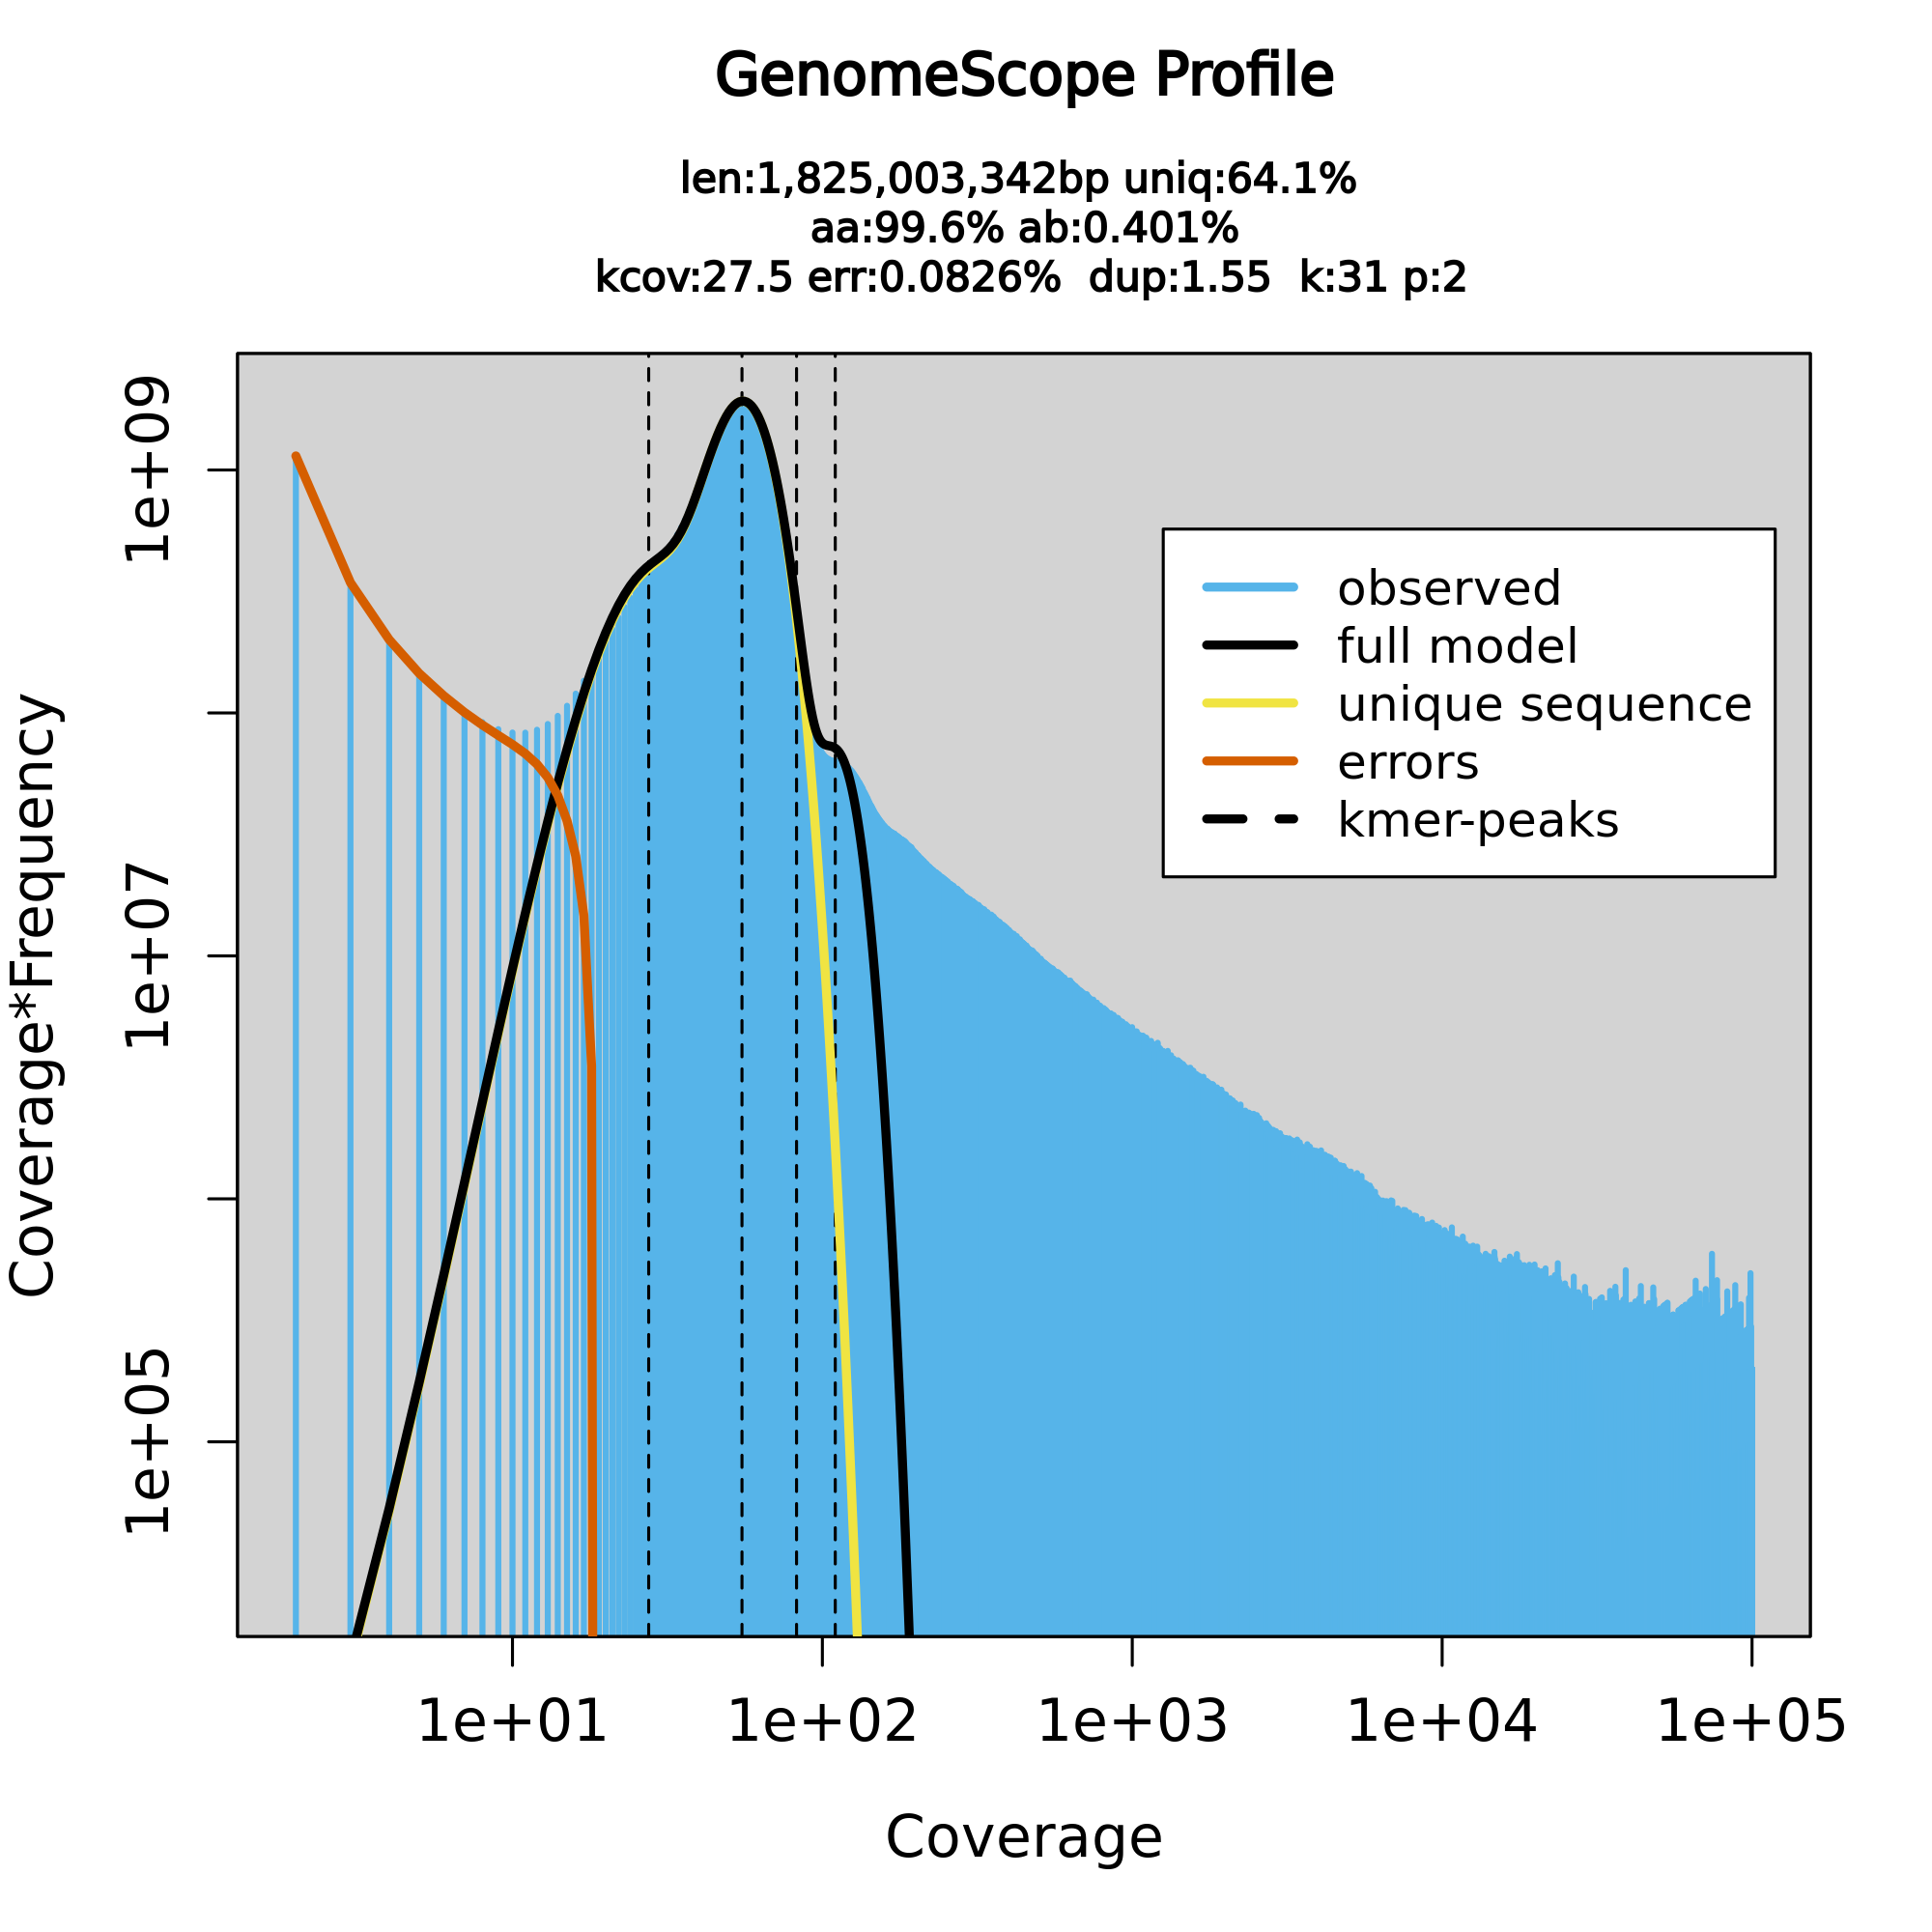 GenomeScope Profile
len:1,825,003,342bp uniq:64.1%
aa:99.6% ab:0.401%
kcov:27.5 err:0.0826%  dup:1.55  k:31 p:2
Coverage*Frequency
1e+09
1e+07
1e+05
observed
full model
unique sequence
errors
kmer-peaks
1e+01 1e+02 1e+03 1e+04 1e+05
Coverage